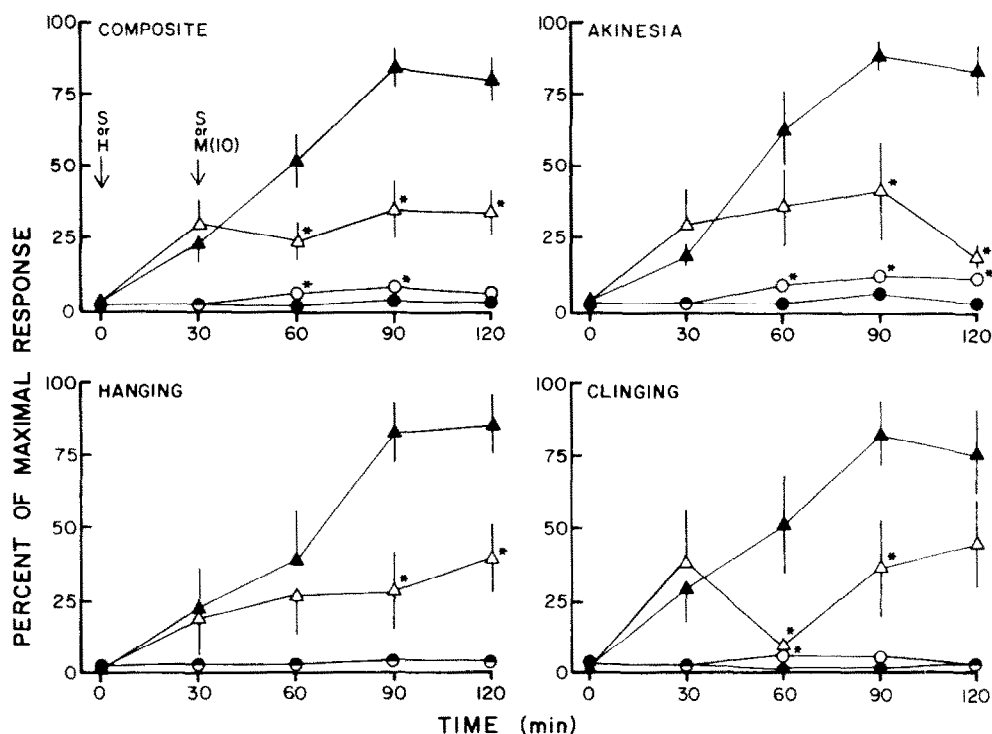 PERCENT OF MAXIMAL RESPONSE
COMPOSITE
100
75
50
25
0
S or H
S or M(10)
* * *
* *
0 30 60 90 120
AKINESIA
100
75
50
25
0
* *
* * *
0 30 60 90 120
HANGING
100
75
50
25
0
* *
0 30 60 90 120
CLINGING
100
75
50
25
0
* *
*
0 30 60 90 120
TIME (min)